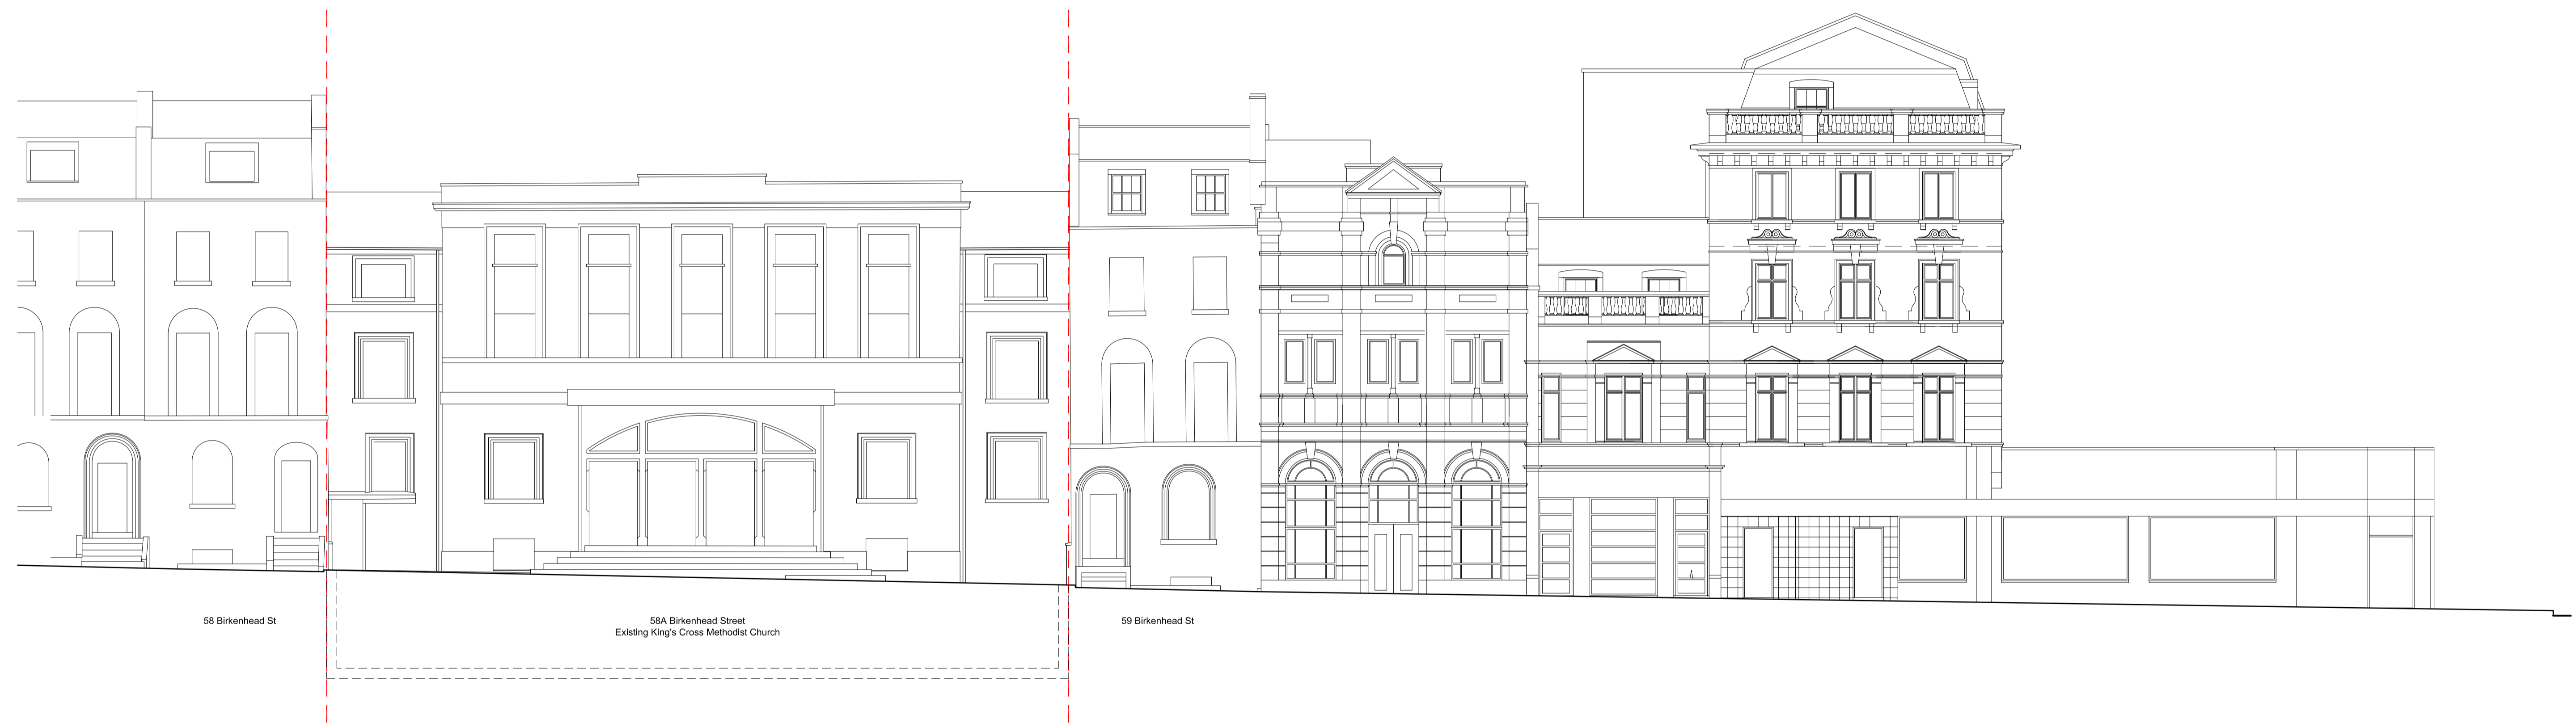 58 Birkenhead St
58A Birkenhead Street
Existing King's Cross Methodist Church
59 Birkenhead St